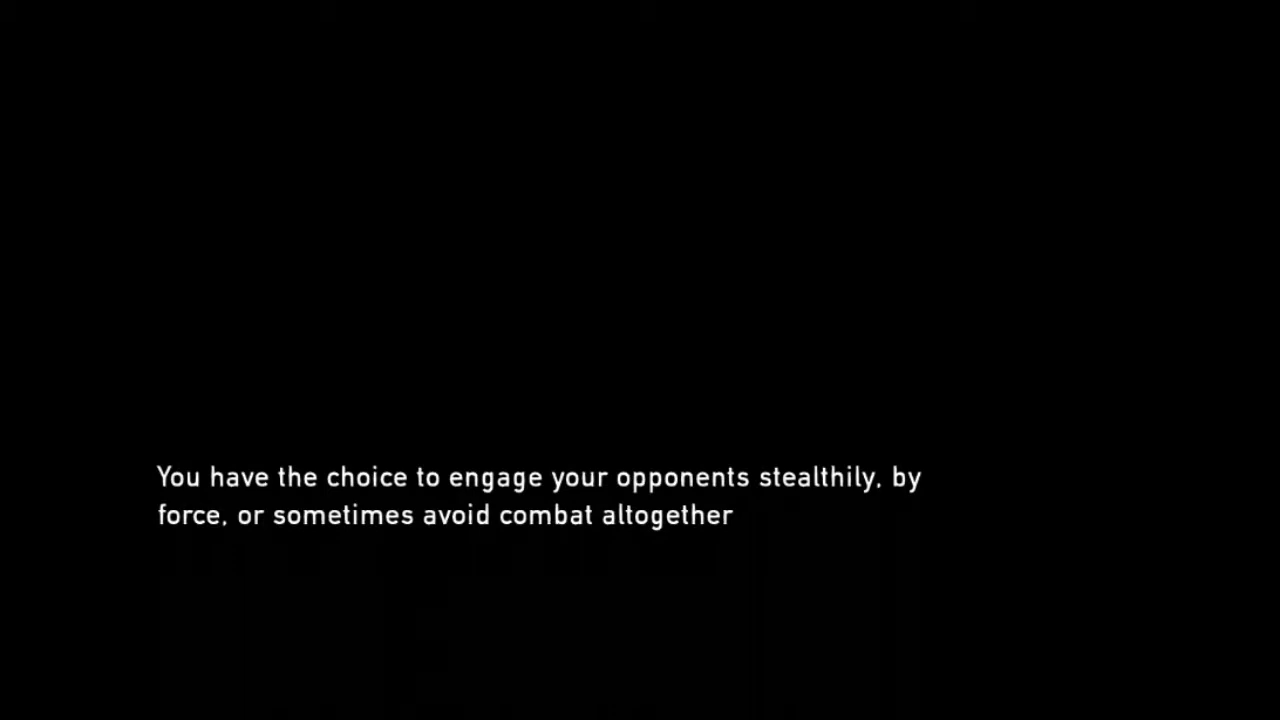 You have the choice to engage your opponents stealthily, by
force, or sometimes avoid combat altogether